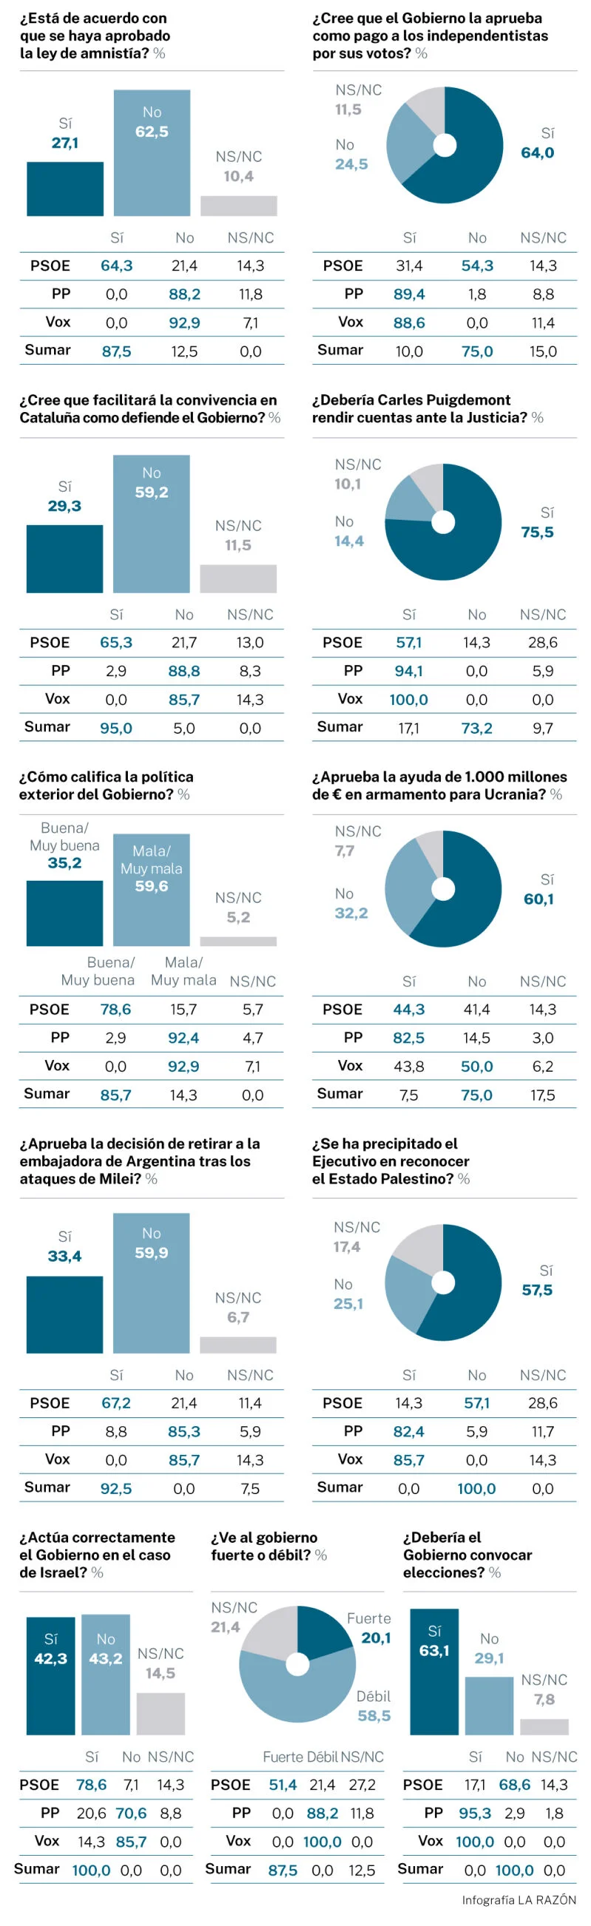 ¿Está de acuerdo con
que se haya aprobado
la ley de amnistía? %
Sí
27,1
No
62,5
NS/NC
10,4
Sí No NS/NC
PSOE 64,3 21,4 14,3
PP 0,0 88,2 11,8
Vox 0,0 92,9 7,1
Sumar 87,5 12,5 0,0
¿Cree que el Gobierno la aprueba
como pago a los independentistas
por sus votos? %
NS/NC
11,5
No
24,5
Sí
64,0
Sí No NS/NC
PSOE 31,4 54,3 14,3
PP 89,4 1,8 8,8
Vox 88,6 0,0 11,4
Sumar 10,0 75,0 15,0
¿Cree que facilitará la convivencia en
Cataluña como defiende el Gobierno? %
Sí
29,3
No
59,2
NS/NC
11,5
Sí No NS/NC
PSOE 65,3 21,7 13,0
PP 2,9 88,8 8,3
Vox 0,0 85,7 14,3
Sumar 95,0 5,0 0,0
¿Debería Carles Puigdemont
rendir cuentas ante la Justicia? %
NS/NC
10,1
No
14,4
Sí
75,5
Sí No NS/NC
PSOE 57,1 14,3 28,6
PP 94,1 0,0 5,9
Vox 100,0 0,0 0,0
Sumar 17,1 73,2 9,7
¿Cómo califica la política
exterior del Gobierno? %
Buena/
Muy buena
35,2
Mala/
Muy mala
59,6
NS/NC
5,2
Buena/ Mala/
Muy buena Muy mala NS/NC
PSOE 78,6 15,7 5,7
PP 2,9 92,4 4,7
Vox 0,0 92,9 7,1
Sumar 85,7 14,3 0,0
¿Aprueba la ayuda de 1.000 millones
de € en armamento para Ucrania? %
NS/NC
7,7
No
32,2
Sí
60,1
Sí No NS/NC
PSOE 44,3 41,4 14,3
PP 82,5 14,5 3,0
Vox 43,8 50,0 6,2
Sumar 7,5 75,0 17,5
¿Aprueba la decisión de retirar a la
embajadora de Argentina tras los
ataques de Milei? %
Sí
33,4
No
59,9
NS/NC
6,7
Sí No NS/NC
PSOE 67,2 21,4 11,4
PP 8,8 85,3 5,9
Vox 0,0 85,7 14,3
Sumar 92,5 0,0 7,5
¿Se ha precipitado el
Ejecutivo en reconocer
el Estado Palestino? %
NS/NC
17,4
No
25,1
Sí
57,5
Sí No NS/NC
PSOE 14,3 57,1 28,6
PP 82,4 5,9 11,7
Vox 85,7 0,0 14,3
Sumar 0,0 100,0 0,0
¿Actúa correctamente
el Gobierno en el caso
de Israel? %
Sí
42,3
No
43,2
NS/NC
14,5
Sí No NS/NC
PSOE 78,6 7,1 14,3
PP 20,6 70,6 8,8
Vox 14,3 85,7 0,0
Sumar 100,0 0,0 0,0
¿Ve al gobierno
fuerte o débil? %
NS/NC
21,4
Fuerte
20,1
Débil
58,5
Fuerte Débil NS/NC
PSOE 51,4 21,4 27,2
PP 0,0 88,2 11,8
Vox 0,0 100,0 0,0
Sumar 87,5 0,0 12,5
¿Debería el
Gobierno convocar
elecciones? %
Sí
63,1
No
29,1
NS/NC
7,8
Sí No NS/NC
PSOE 17,1 68,6 14,3
PP 95,3 2,9 1,8
Vox 100,0 0,0 0,0
Sumar 0,0 100,0 0,0
Infografía LA RAZÓN